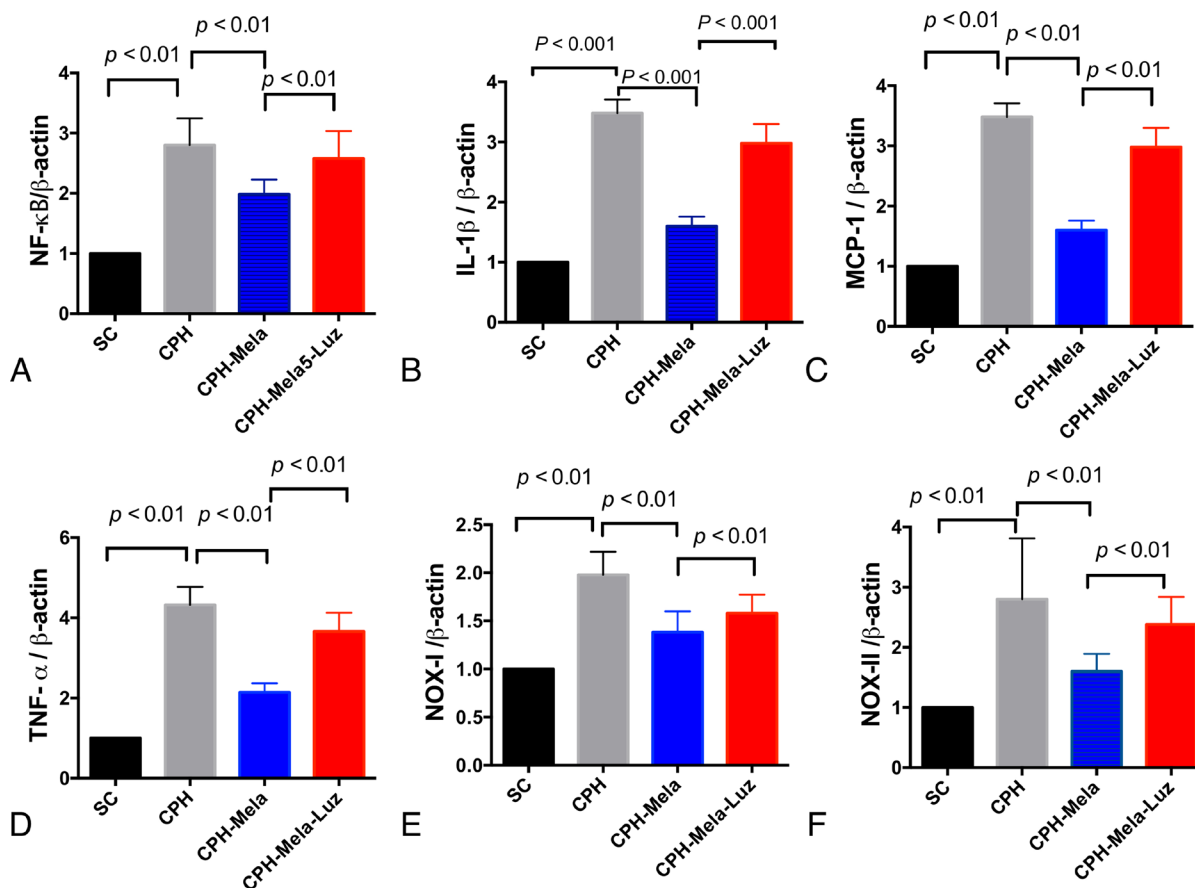 p < 0.01
p < 0.01
p < 0.01
NF-κB/β-actin
4
3
2
1
0
SC
CPH
CPH-Mela
CPH-Mela5-Luz
A
P < 0.001
P < 0.001
P < 0.001
IL-1β / β-actin
4
3
2
1
0
SC
CPH
CPH-Mela
CPH-Mela-Luz
B
p < 0.01
p < 0.01
p < 0.01
MCP-1 / β-actin
4
3
2
1
0
SC
CPH
CPH-Mela
CPH-Mela-Luz
C
p < 0.01
p < 0.01
p < 0.01
TNF- α / β-actin
6
4
2
0
SC
CPH
CPH-Mela
CPH-Mela-Luz
D
p < 0.01
p < 0.01
p < 0.01
NOX-I /β-actin
2.5
2.0
1.5
1.0
0.5
0.0
SC
CPH
CPH-Mela
CPH-Mela-Luz
E
p < 0.01
p < 0.01
p < 0.01
NOX-II /β-actin
4
3
2
1
0
SC
CPH
CPH-Mela
CPH-Mela-Luz
F